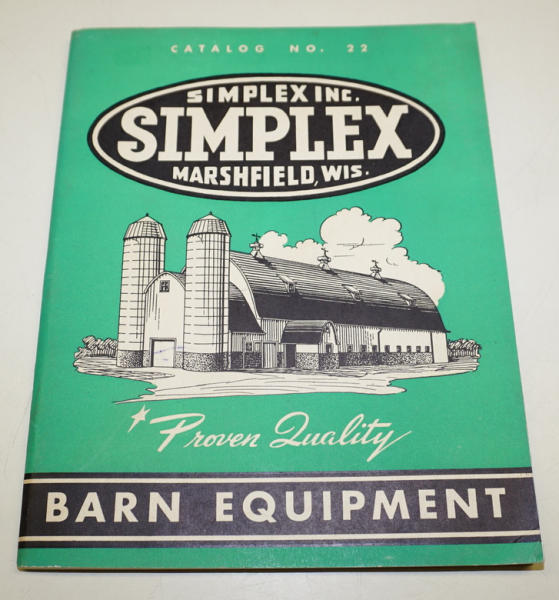 CATALOG NO. 22
SIMPLEX INC.
SIMPLEX
MARSHFIELD, WIS.
Proven Quality
BARN EQUIPMENT